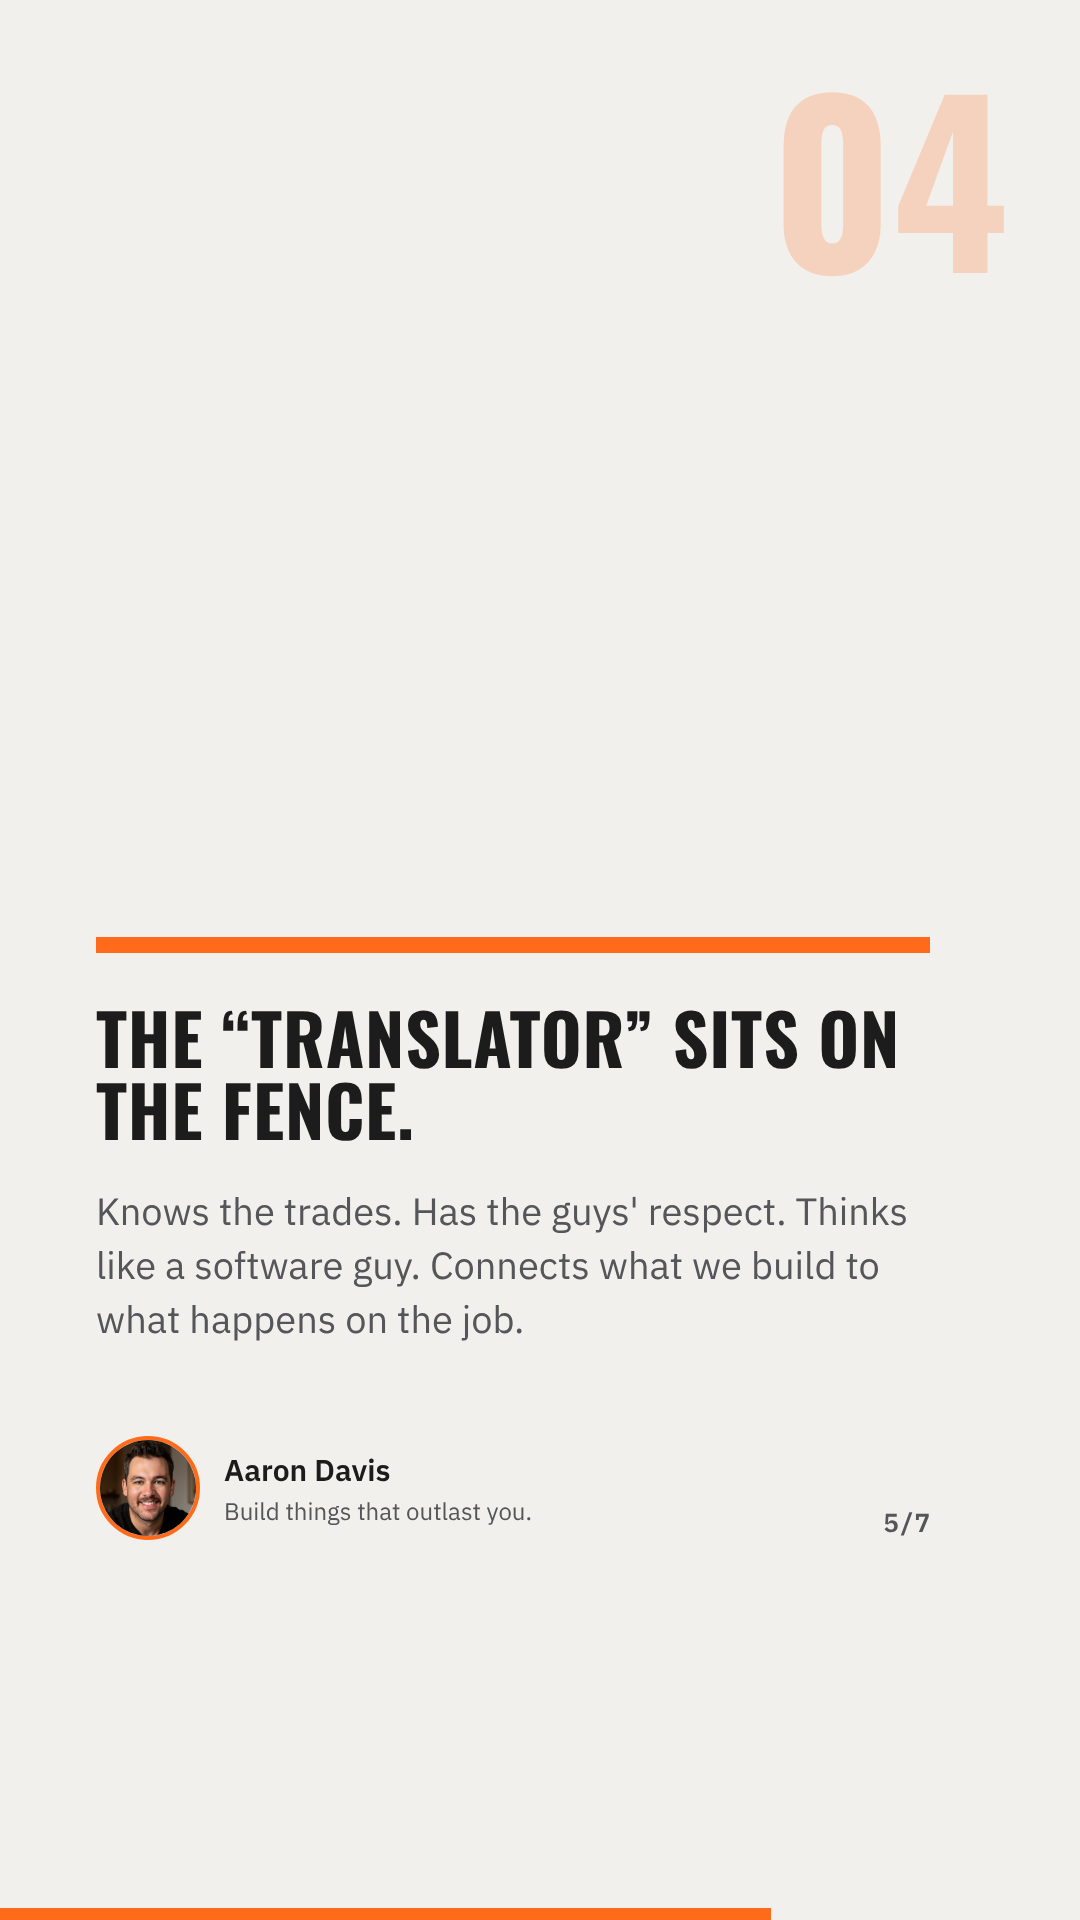 04
THE “TRANSLATOR” SITS ON
THE FENCE.
Knows the trades. Has the guys' respect. Thinks
like a software guy. Connects what we build to
what happens on the job.
Aaron Davis
Build things that outlast you.
5/7